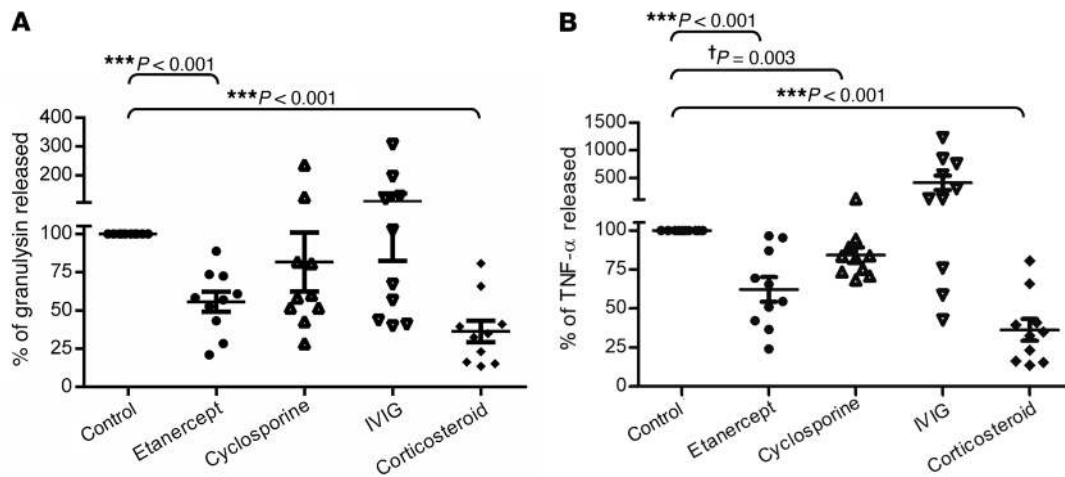 A
***P < 0.001
***P < 0.001
% of granulysin released
400
300
200
100
75
50
25
0
Control
Etanercept
Cyclosporine
IVIG
Corticosteroid
B
***P < 0.001
†P = 0.003
***P < 0.001
% of TNF-α released
1500
1000
500
100
75
50
25
0
Control
Etanercept
Cyclosporine
IVIG
Corticosteroid